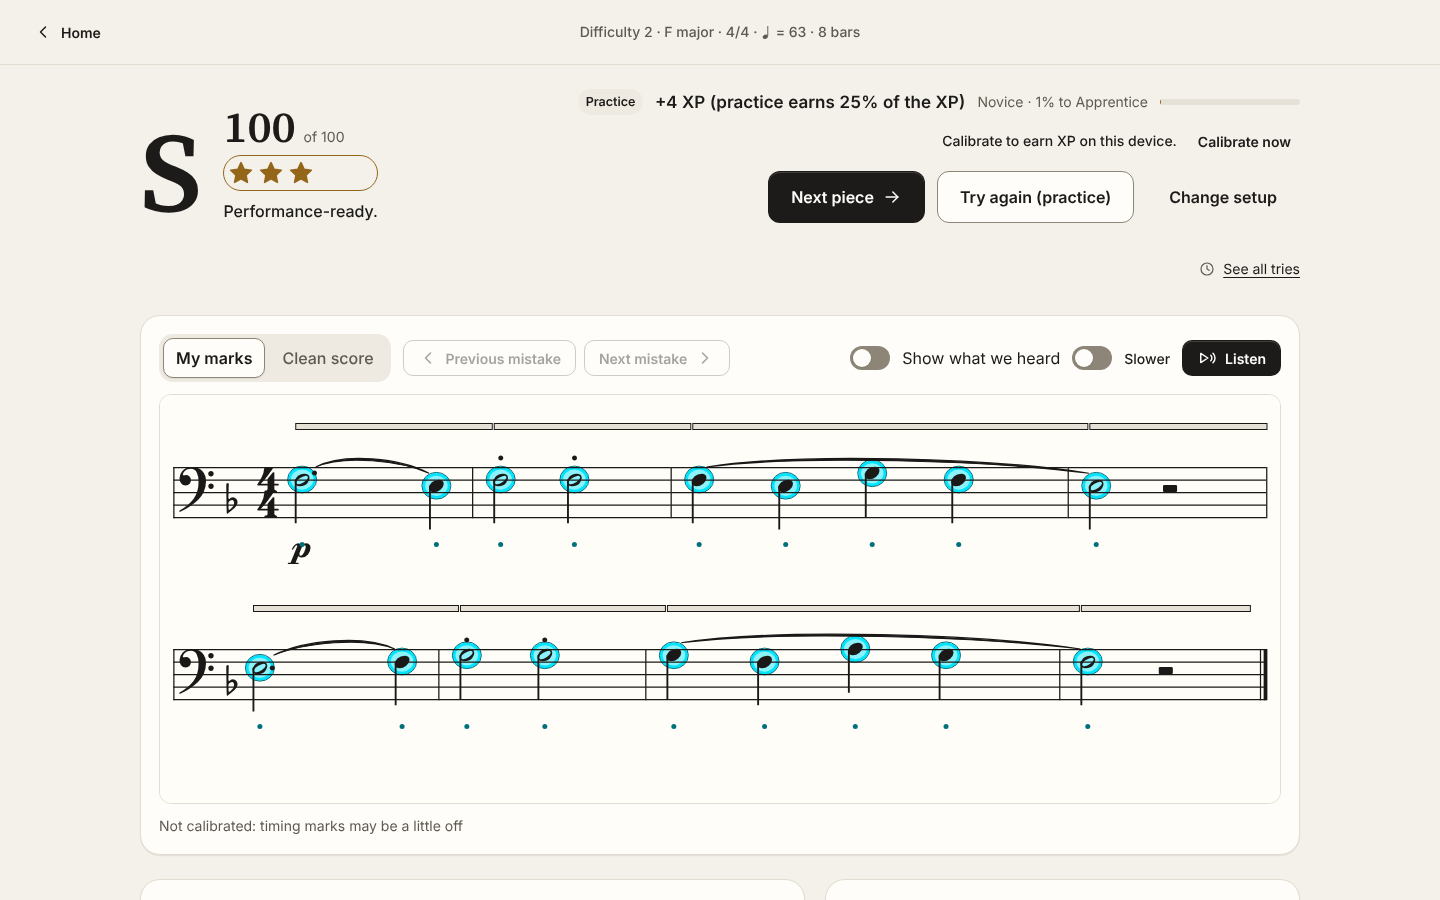 Home
Difficulty 2 · F major · 4/4 · ♩ = 63 · 8 bars
Practice +4 XP (practice earns 25% of the XP) Novice · 1% to Apprentice
S
100 of 100
Performance-ready.
Calibrate to earn XP on this device. Calibrate now
Next piece → Try again (practice) Change setup
See all tries
My marks Clean score Previous mistake Next mistake Show what we heard Slower Listen
4
4
p
Not calibrated: timing marks may be a little off